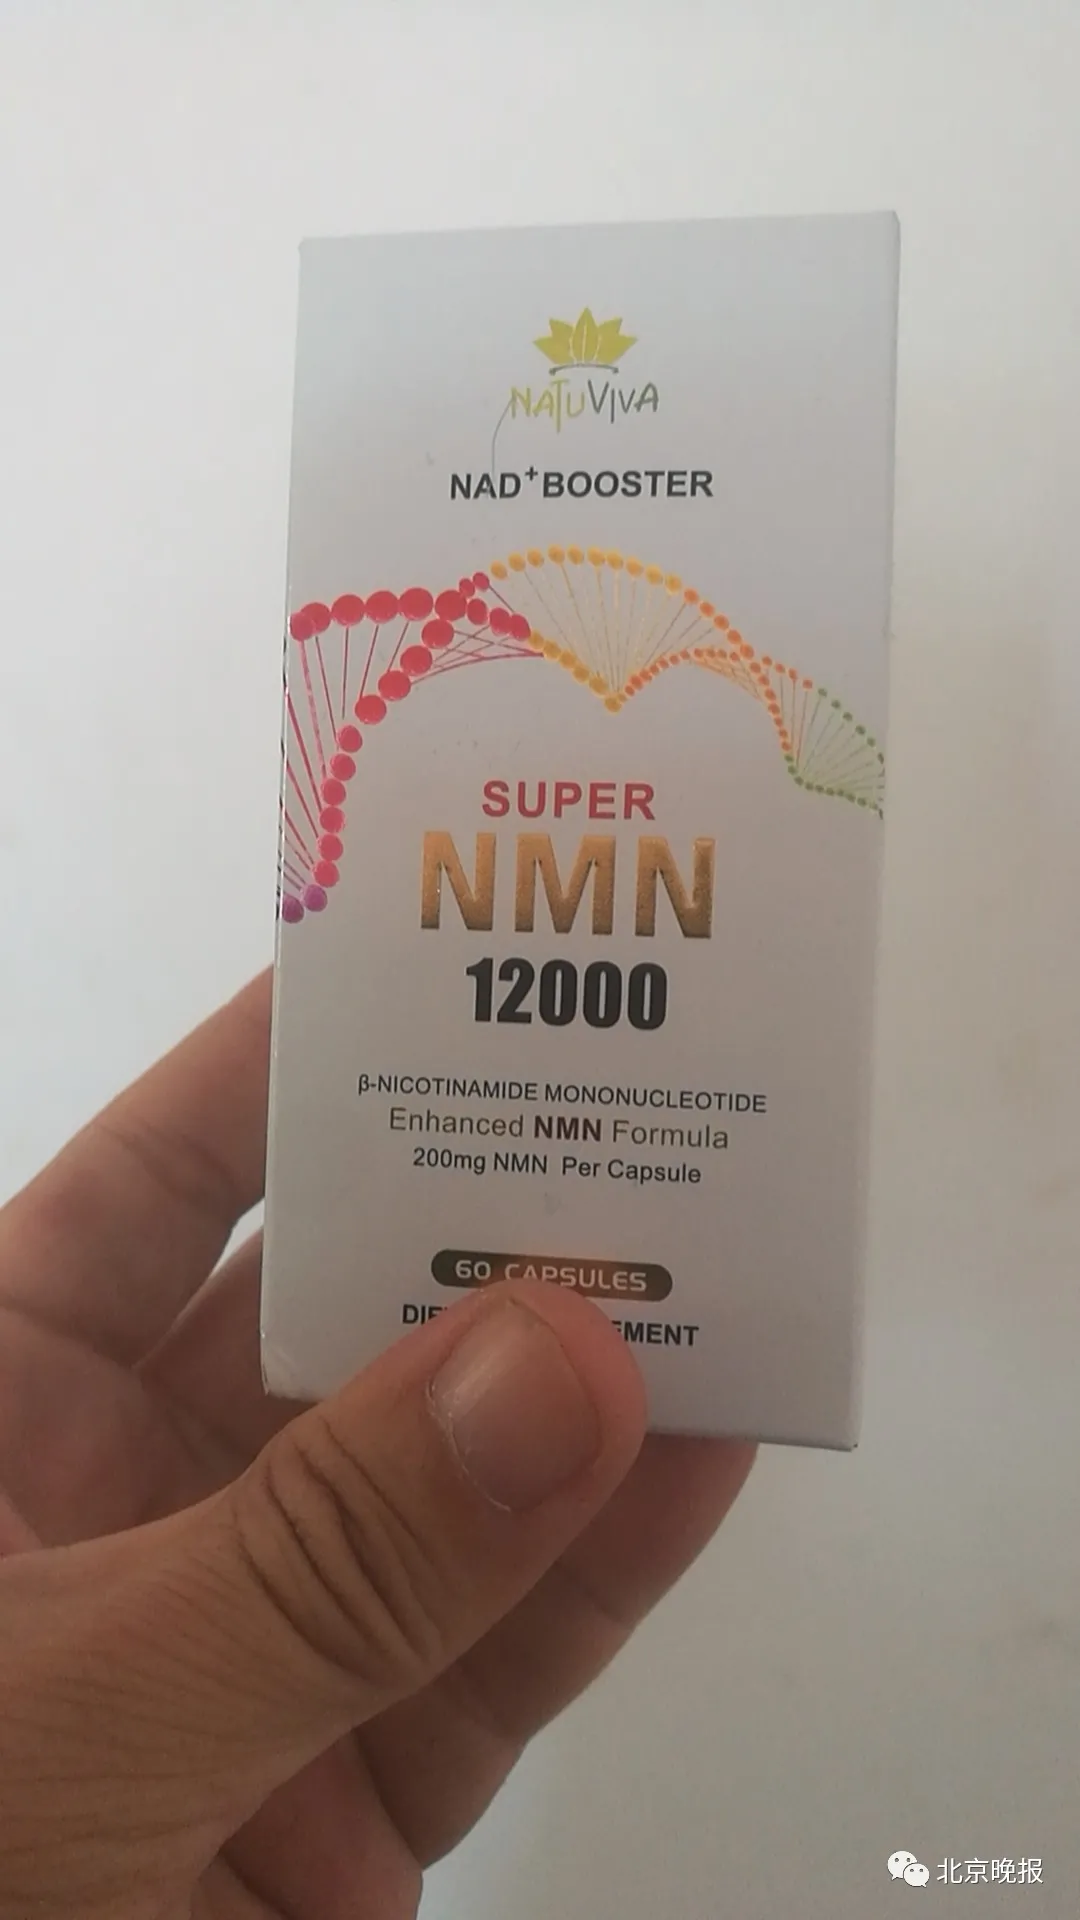 NATUVIVA
NAD+ BOOSTER
SUPER
NMN
12000
β-NICOTINAMIDE MONONUCLEOTIDE
Enhanced NMN Formula
200mg NMN Per Capsule
60 CAPSULES
北京晚报